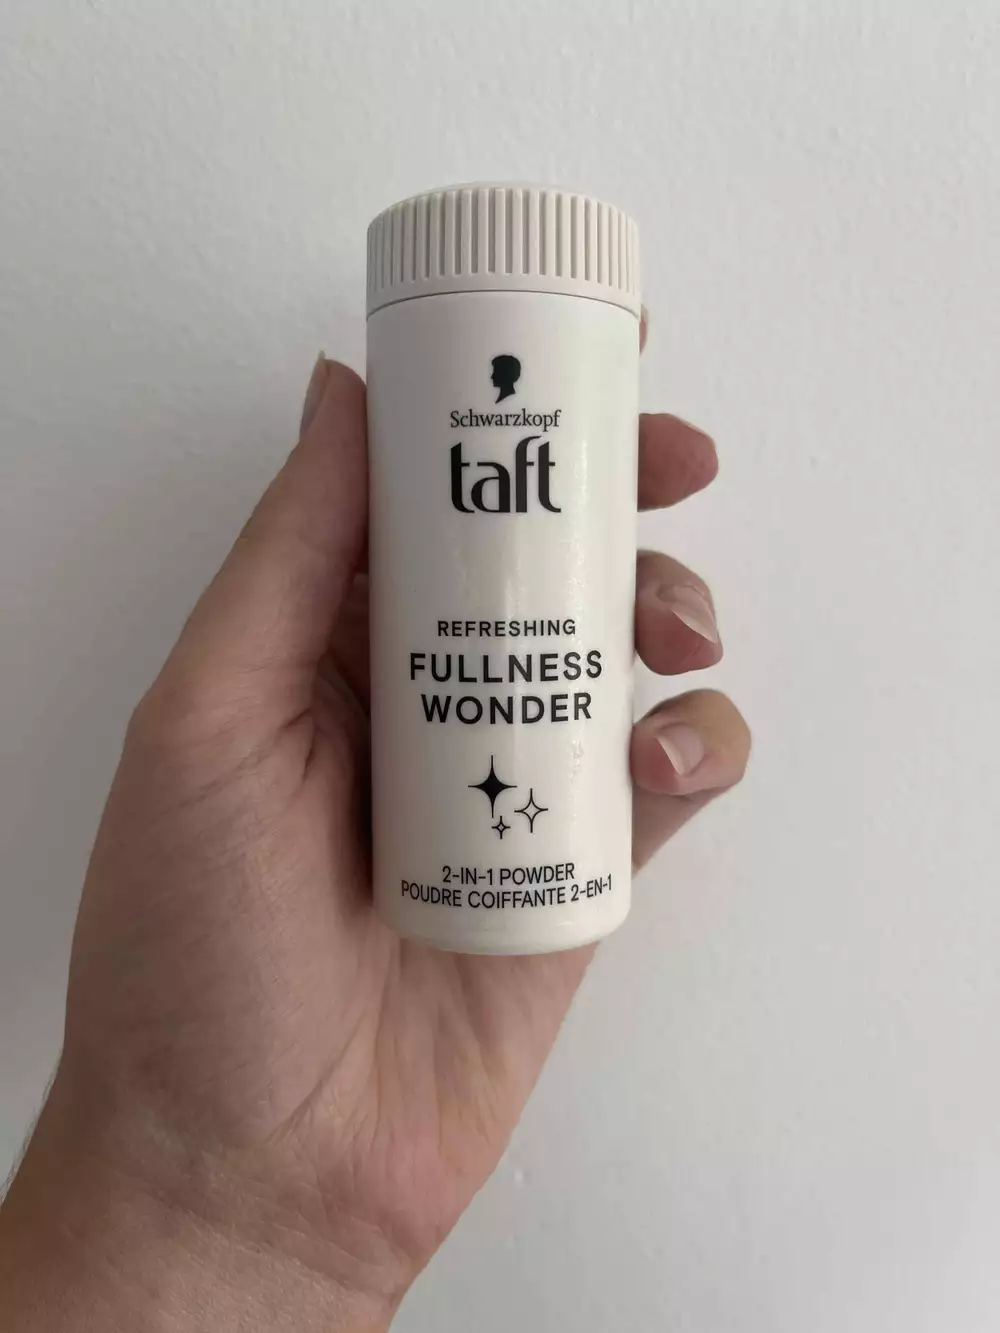 Schwarzkopf
taft
REFRESHING
FULLNESS
WONDER
2-IN-1 POWDER
POUDRE COIFFANTE 2-EN-1